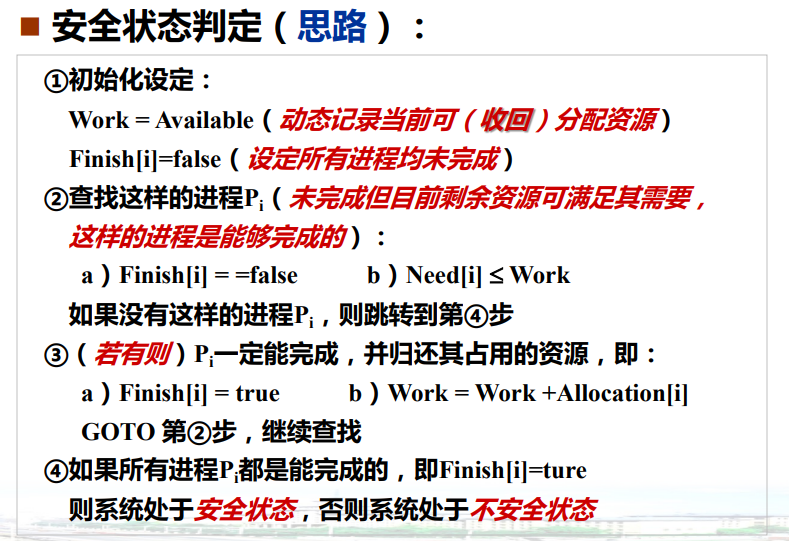 ■ 安全状态判定（思路）：
①初始化设定：
Work = Available（动态记录当前可（收回）分配资源）
Finish[i]=false（设定所有进程均未完成）
②查找这样的进程Pi（未完成但目前剩余资源可满足其需要，
这样的进程是能够完成的）：
a）Finish[i] = =false b）Need[i] ≤ Work
如果没有这样的进程Pi，则跳转到第④步
③（若有则）Pi一定能完成，并归还其占用的资源，即：
a）Finish[i] = true b）Work = Work +Allocation[i]
GOTO 第②步，继续查找
④如果所有进程Pi都是能完成的，即Finish[i]=ture
则系统处于安全状态，否则系统处于不安全状态